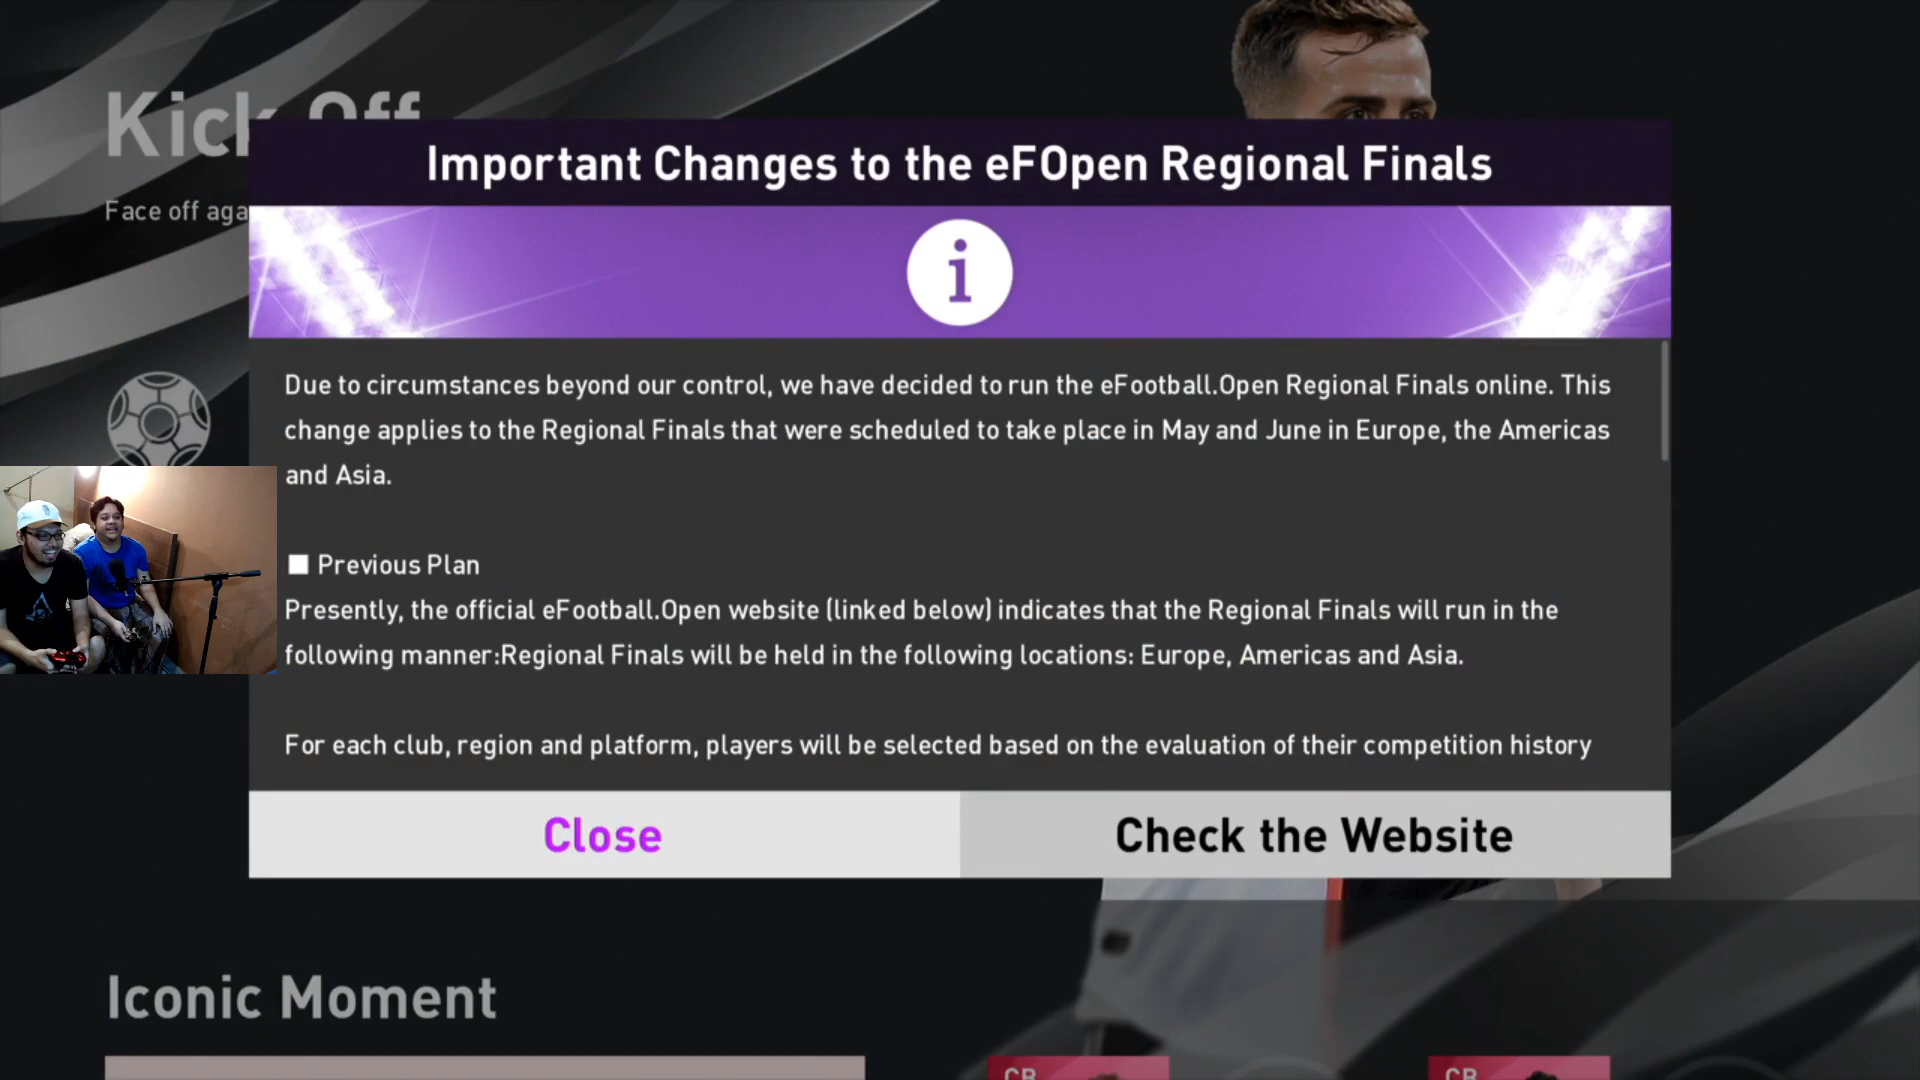 Kick Off
Face off aga
Important Changes to the eFOpen Regional Finals
i
Due to circumstances beyond our control, we have decided to run the eFootball.Open Regional Finals online. This
change applies to the Regional Finals that were scheduled to take place in May and June in Europe, the Americas
and Asia.
■ Previous Plan
Presently, the official eFootball.Open website (linked below) indicates that the Regional Finals will run in the
following manner:Regional Finals will be held in the following locations: Europe, Americas and Asia.
For each club, region and platform, players will be selected based on the evaluation of their competition history
Close
Check the Website
Iconic Moment
CB